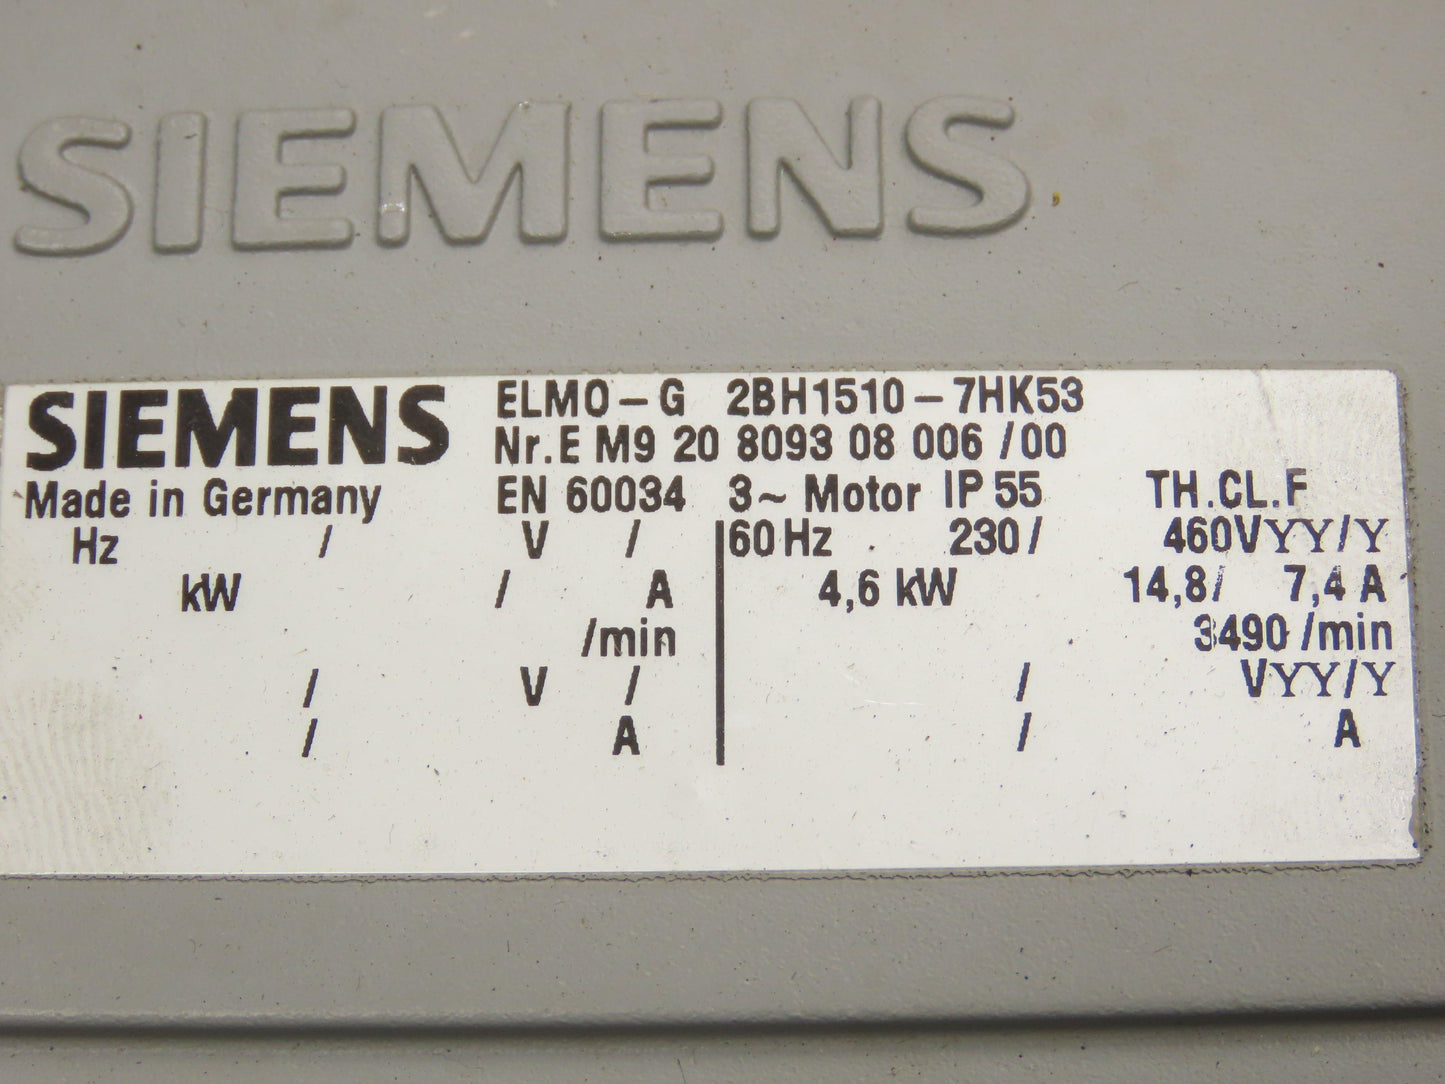 SIEMENS
SIEMENS ELMO-G 2BH1510-7HK53
Nr.E M9 20 8093 08 006 /00
Made in Germany EN 60034 3~ Motor IP 55 TH.CL.F
Hz / V / 60 Hz 230/ 460VYY/Y
kW / A 4,6 kW 14,8/ 7,4 A
/min 3490 /min
/ V / / VYY/Y
/ A / A